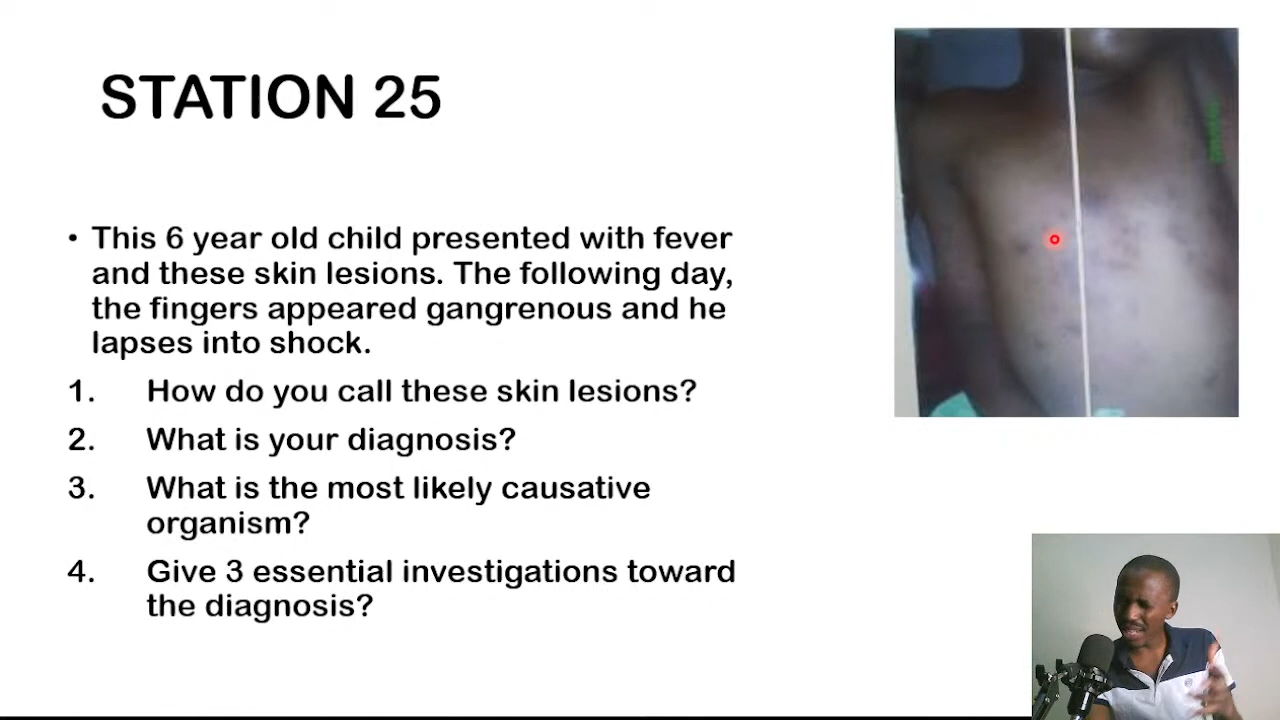 STATION 25
• This 6 year old child presented with fever
and these skin lesions. The following day,
the fingers appeared gangrenous and he
lapses into shock.
1. How do you call these skin lesions?
2. What is your diagnosis?
3. What is the most likely causative
organism?
4. Give 3 essential investigations toward
the diagnosis?